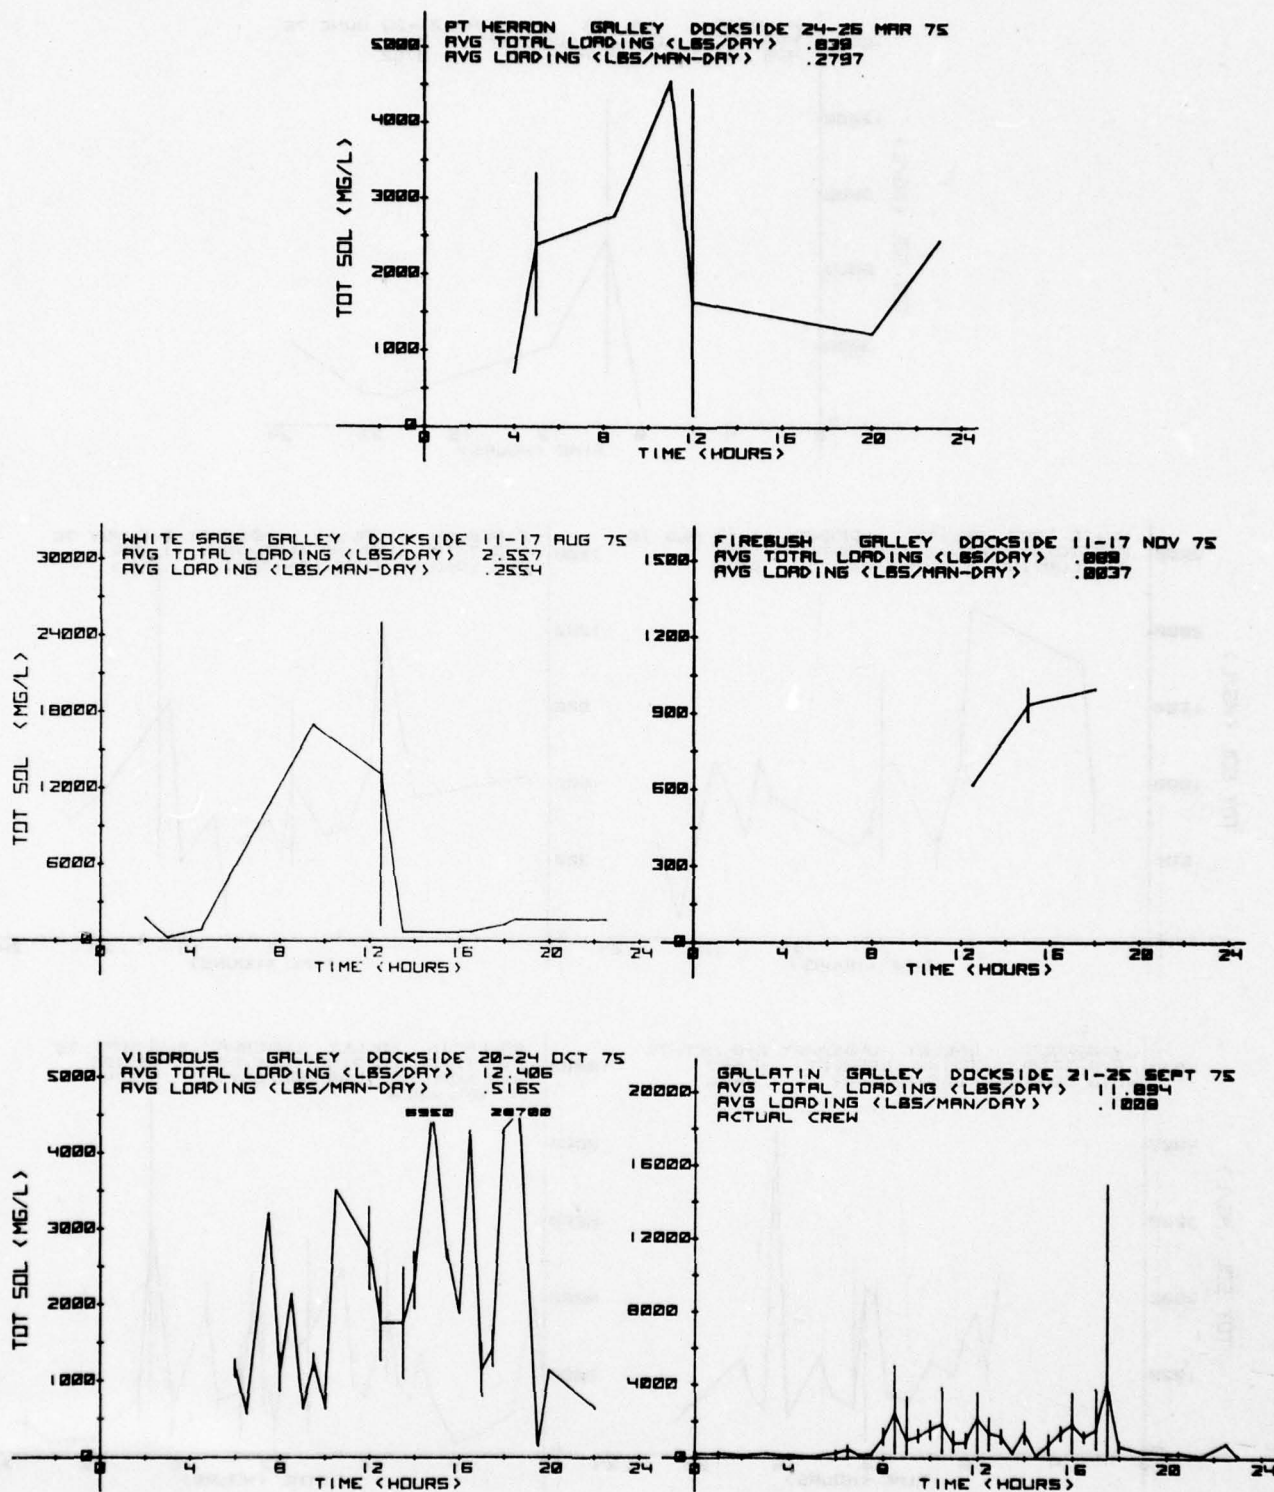 PT HERRON GALLEY DOCKSIDE 24-26 MAR 75
AVG TOTAL LOADING <LBS/DAY> .839
AVG LOADING <LBS/MAN-DAY> .2797
5000
4000
3000
2000
1000
0
TOT SOL <MG/L>
0 4 8 12 16 20 24
TIME <HOURS>
WHITE SAGE GALLEY DOCKSIDE 11-17 AUG 75
AVG TOTAL LOADING <LBS/DAY> 2.557
AVG LOADING <LBS/MAN-DAY> .2554
30000
24000
18000
12000
6000
0
TOT SOL <MG/L>
0 4 8 12 16 20 24
TIME <HOURS>
FIREBUSH GALLEY DOCKSIDE 11-17 NOV 75
AVG TOTAL LOADING <LBS/DAY> .089
AVG LOADING <LBS/MAN-DAY> .0037
1500
1200
900
600
300
0
0 4 8 12 16 20 24
TIME <HOURS>
VIGOROUS GALLEY DOCKSIDE 20-24 OCT 75
AVG TOTAL LOADING <LBS/DAY> 12.406
AVG LOADING <LBS/MAN-DAY> .5165
5000
4000
3000
2000
1000
0
TOT SOL <MG/L>
0 4 8 12 16 20 24
TIME <HOURS>
GALLATIN GALLEY DOCKSIDE 21-25 SEPT 75
AVG TOTAL LOADING <LBS/DAY> 11.894
AVG LOADING <LBS/MAN/DAY> .1008
ACTUAL CREW
20000
16000
12000
8000
4000
0
0 4 8 12 16 20 24
TIME <HOURS>